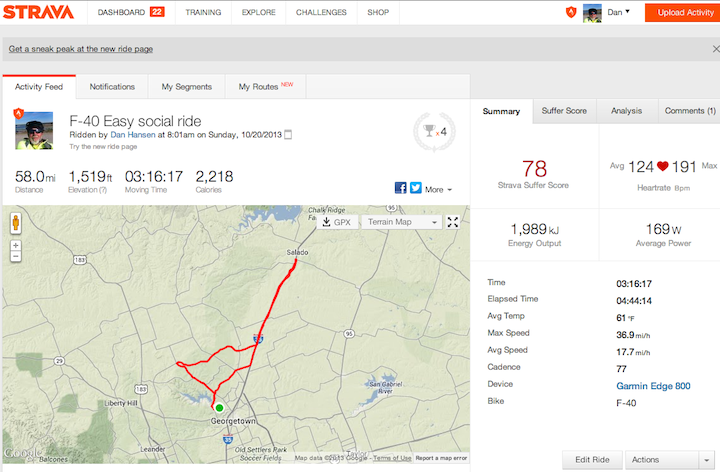 STRAVA DASHBOARD 22 TRAINING EXPLORE CHALLENGES SHOP Dan Upload Activity
Get a sneak peak at the new ride page
Activity Feed Notifications My Segments My Routes NEW
F-40 Easy social ride
Ridden by Dan Hansen at 8:01am on Sunday, 10/20/2013
Try the new ride page
x 4
58.0mi 1,519ft 03:16:17 2,218
Distance Elevation (?) Moving Time Calories
More
Chalk Ridge
GPX
Terrain Map
Salado
183
95
29
183
Liberty Hill
San Gabriel
River
Georgetown
Leander
35
Old Settlers Park
Soccer Fields
Google
Balcones
Map data ©2013 Google - Terms of Use Report a map error
Summary Suffer Score Analysis Comments (1)
78
Strava Suffer Score
Avg 124 191 Max
Heartrate Bpm
1,989 kJ
Energy Output
169 W
Average Power
Time 03:16:17
Elapsed Time 04:44:14
Avg Temp 61 °F
Max Speed 36.9 mi/h
Avg Speed 17.7 mi/h
Cadence 77
Device Garmin Edge 800
Bike F-40
Edit Ride Actions